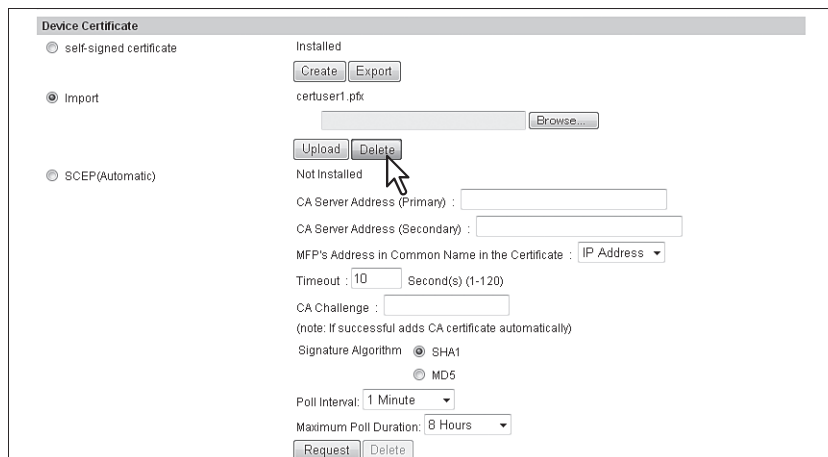 Device Certificate
self-signed certificate Installed
Create Export
Import certuser1.pfx
Browse...
Upload Delete
SCEP(Automatic) Not Installed
CA Server Address (Primary) :
CA Server Address (Secondary) :
MFP's Address in Common Name in the Certificate : IP Address
Timeout : 10 Second(s) (1-120)
CA Challenge :
(note: If successful adds CA certificate automatically)
Signature Algorithm SHA1
MD5
Poll Interval: 1 Minute
Maximum Poll Duration: 8 Hours
Request Delete